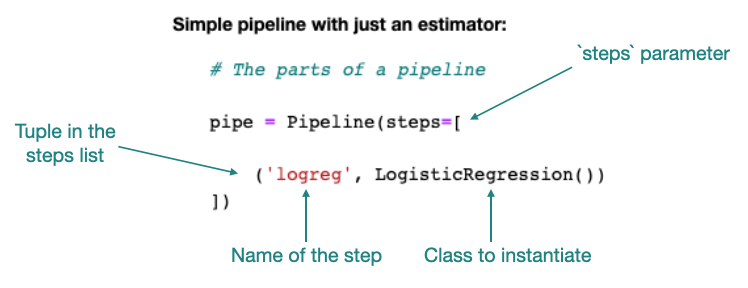 Simple pipeline with just an estimator:
# The parts of a pipeline
`steps` parameter
pipe = Pipeline(steps=[
Tuple in the
steps list
('logreg', LogisticRegression())
])
Name of the step
Class to instantiate